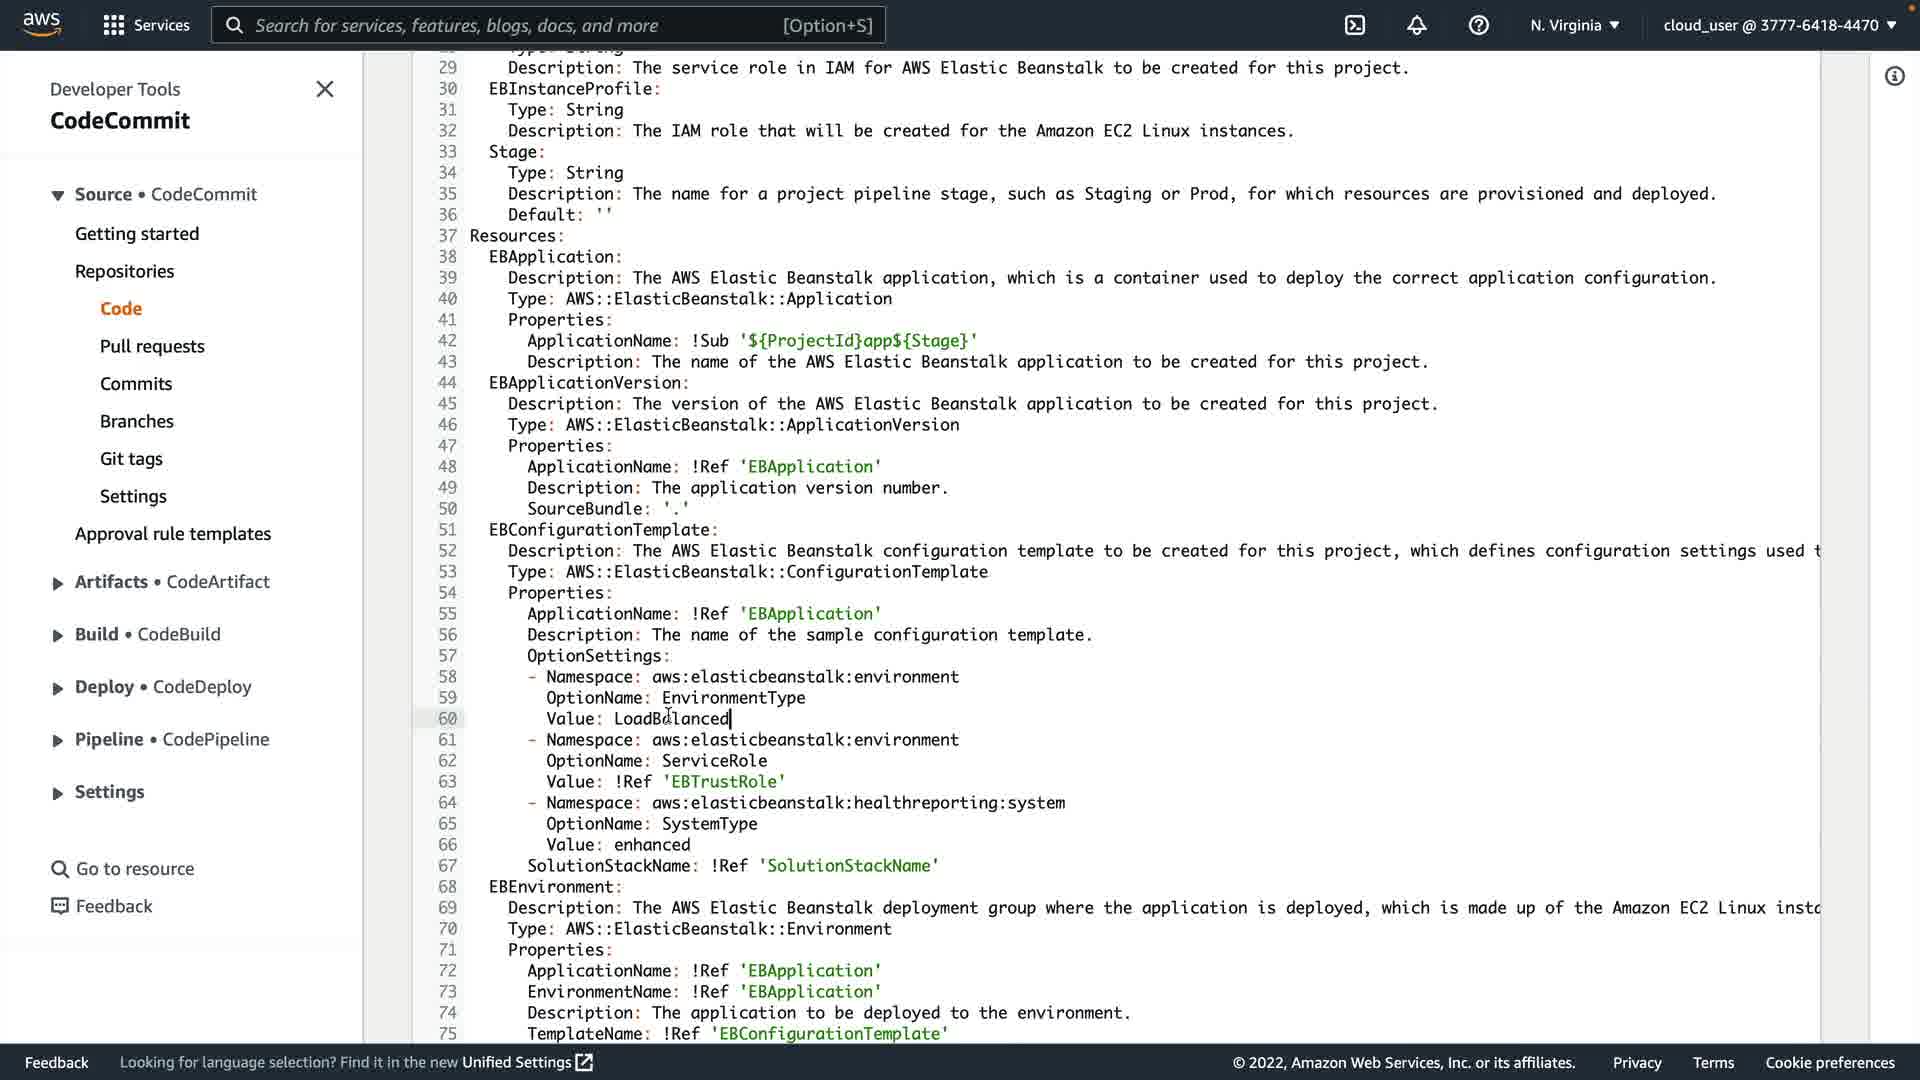 aws
Services
Search for services, features, blogs, docs, and more [Option+S]
N. Virginia ▼
cloud_user @ 3777-6418-4470 ▼
Developer Tools
CodeCommit
Source • CodeCommit
Getting started
Repositories
Code
Pull requests
Commits
Branches
Git tags
Settings
Approval rule templates
Artifacts • CodeArtifact
Build • CodeBuild
Deploy • CodeDeploy
Pipeline • CodePipeline
Settings
Go to resource
Feedback
29 Description: The service role in IAM for AWS Elastic Beanstalk to be created for this project.
30 EBInstanceProfile:
31 Type: String
32 Description: The IAM role that will be created for the Amazon EC2 Linux instances.
33 Stage:
34 Type: String
35 Description: The name for a project pipeline stage, such as Staging or Prod, for which resources are provisioned and deployed.
36 Default: ''
37 Resources:
38 EBApplication:
39 Description: The AWS Elastic Beanstalk application, which is a container used to deploy the correct application configuration.
40 Type: AWS::ElasticBeanstalk::Application
41 Properties:
42 ApplicationName: !Sub '${ProjectId}app${Stage}'
43 Description: The name of the AWS Elastic Beanstalk application to be created for this project.
44 EBApplicationVersion:
45 Description: The version of the AWS Elastic Beanstalk application to be created for this project.
46 Type: AWS::ElasticBeanstalk::ApplicationVersion
47 Properties:
48 ApplicationName: !Ref 'EBApplication'
49 Description: The application version number.
50 SourceBundle: '.'
51 EBConfigurationTemplate:
52 Description: The AWS Elastic Beanstalk configuration template to be created for this project, which defines configuration settings used
53 Type: AWS::ElasticBeanstalk::ConfigurationTemplate
54 Properties:
55 ApplicationName: !Ref 'EBApplication'
56 Description: The name of the sample configuration template.
57 OptionSettings:
58 - Namespace: aws:elasticbeanstalk:environment
59 OptionName: EnvironmentType
60 Value: LoadBalanced
61 - Namespace: aws:elasticbeanstalk:environment
62 OptionName: ServiceRole
63 Value: !Ref 'EBTrustRole'
64 - Namespace: aws:elasticbeanstalk:healthreporting:system
65 OptionName: SystemType
66 Value: enhanced
67 SolutionStackName: !Ref 'SolutionStackName'
68 EBEnvironment:
69 Description: The AWS Elastic Beanstalk deployment group where the application is deployed, which is made up of the Amazon EC2 Linux
70 Type: AWS::ElasticBeanstalk::Environment
71 Properties:
72 ApplicationName: !Ref 'EBApplication'
73 EnvironmentName: !Ref 'EBApplication'
74 Description: The application to be deployed to the environment.
75 TemplateName: !Ref 'EBConfigurationTemplate'
Feedback
Looking for language selection? Find it in the new Unified Settings
© 2022, Amazon Web Services, Inc. or its affiliates.
Privacy
Terms
Cookie preferences